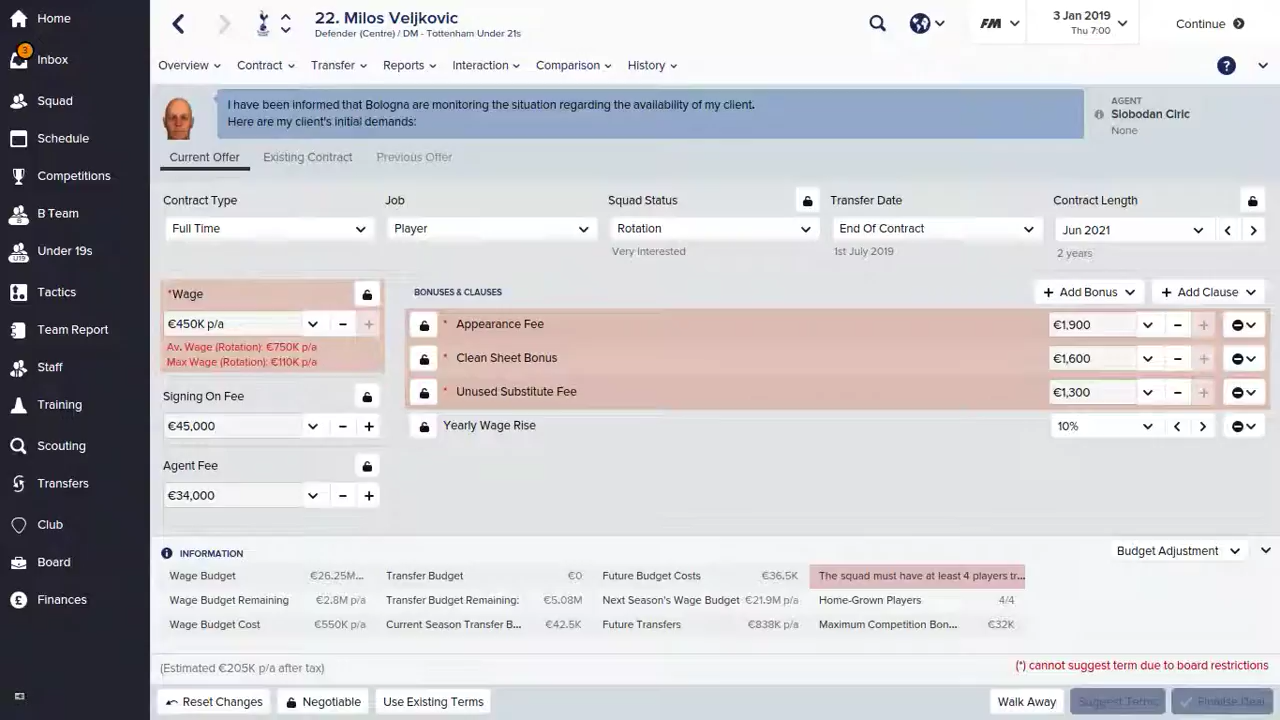 Home
3
Inbox
Squad
Schedule
Competitions
B Team
U19
Under 19s
Tactics
Team Report
Staff
Training
Scouting
Transfers
Club
Board
Finances
22. Milos Veljkovic
Defender (Centre) / DM - Tottenham Under 21s
FM
3 Jan 2019
Thu 7:00
Continue
Overview
Contract
Transfer
Reports
Interaction
Comparison
History
?
I have been informed that Bologna are monitoring the situation regarding the availability of my client.
Here are my client's initial demands:
AGENT
Slobodan Ciric
None
Current Offer
Existing Contract
Previous Offer
Contract Type
Job
Squad Status
Transfer Date
Contract Length
Full Time
Player
Rotation
End Of Contract
Jun 2021
Very Interested
1st July 2019
2 years
*Wage
€450K p/a
Av. Wage (Rotation): €750K p/a
Max Wage (Rotation): €110K p/a
Signing On Fee
€45,000
Agent Fee
€34,000
BONUSES & CLAUSES
+ Add Bonus
+ Add Clause
* Appearance Fee €1,900
* Clean Sheet Bonus €1,600
* Unused Substitute Fee €1,300
Yearly Wage Rise 10%
INFORMATION
Budget Adjustment
Wage Budget €26.25M... Transfer Budget €0 Future Budget Costs €36.5K The squad must have at least 4 players tr...
Wage Budget Remaining €2.8M p/a Transfer Budget Remaining: €5.08M Next Season's Wage Budget €21.9M p/a Home-Grown Players 4/4
Wage Budget Cost €550K p/a Current Season Transfer B... €42.5K Future Transfers €838K p/a Maximum Competition Bon... €32K
(Estimated €205K p/a after tax)
(*) cannot suggest term due to board restrictions
Reset Changes
Negotiable
Use Existing Terms
Walk Away
Suggest Terms
Finalise Deal